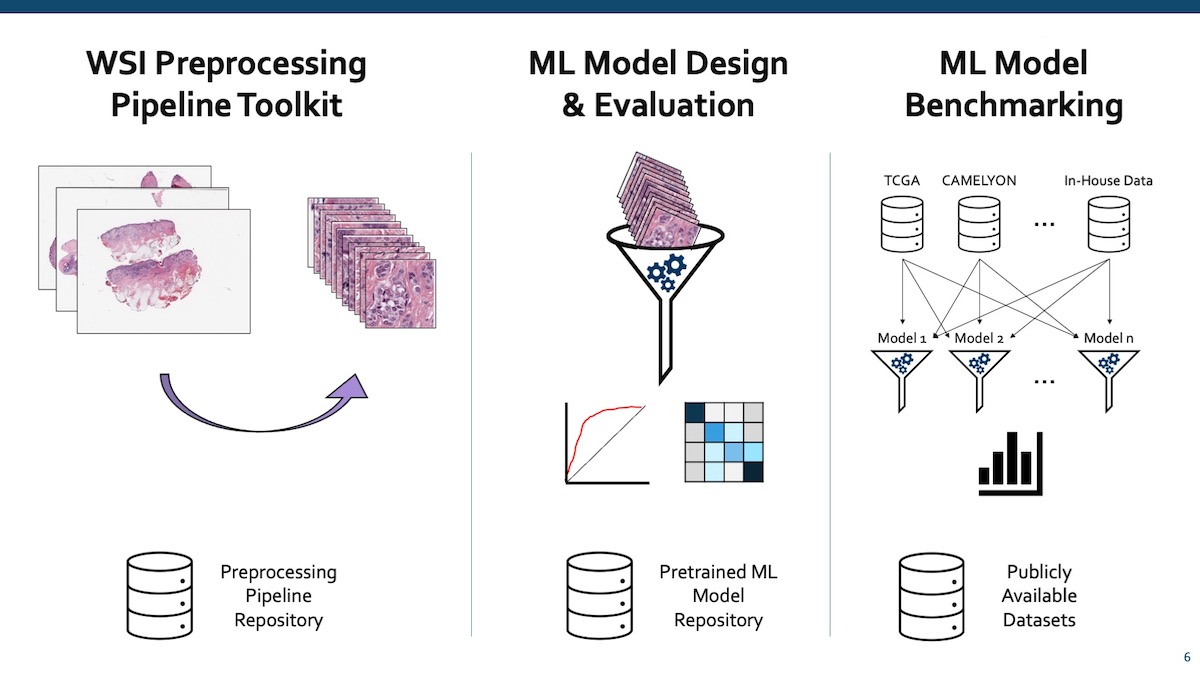 WSI Preprocessing
Pipeline Toolkit
ML Model Design
& Evaluation
ML Model
Benchmarking
TCGA
CAMELYON
In-House Data
...
Model 1
Model 2
Model n
...
Preprocessing
Pipeline
Repository
Pretrained ML
Model
Repository
Publicly
Available
Datasets
6